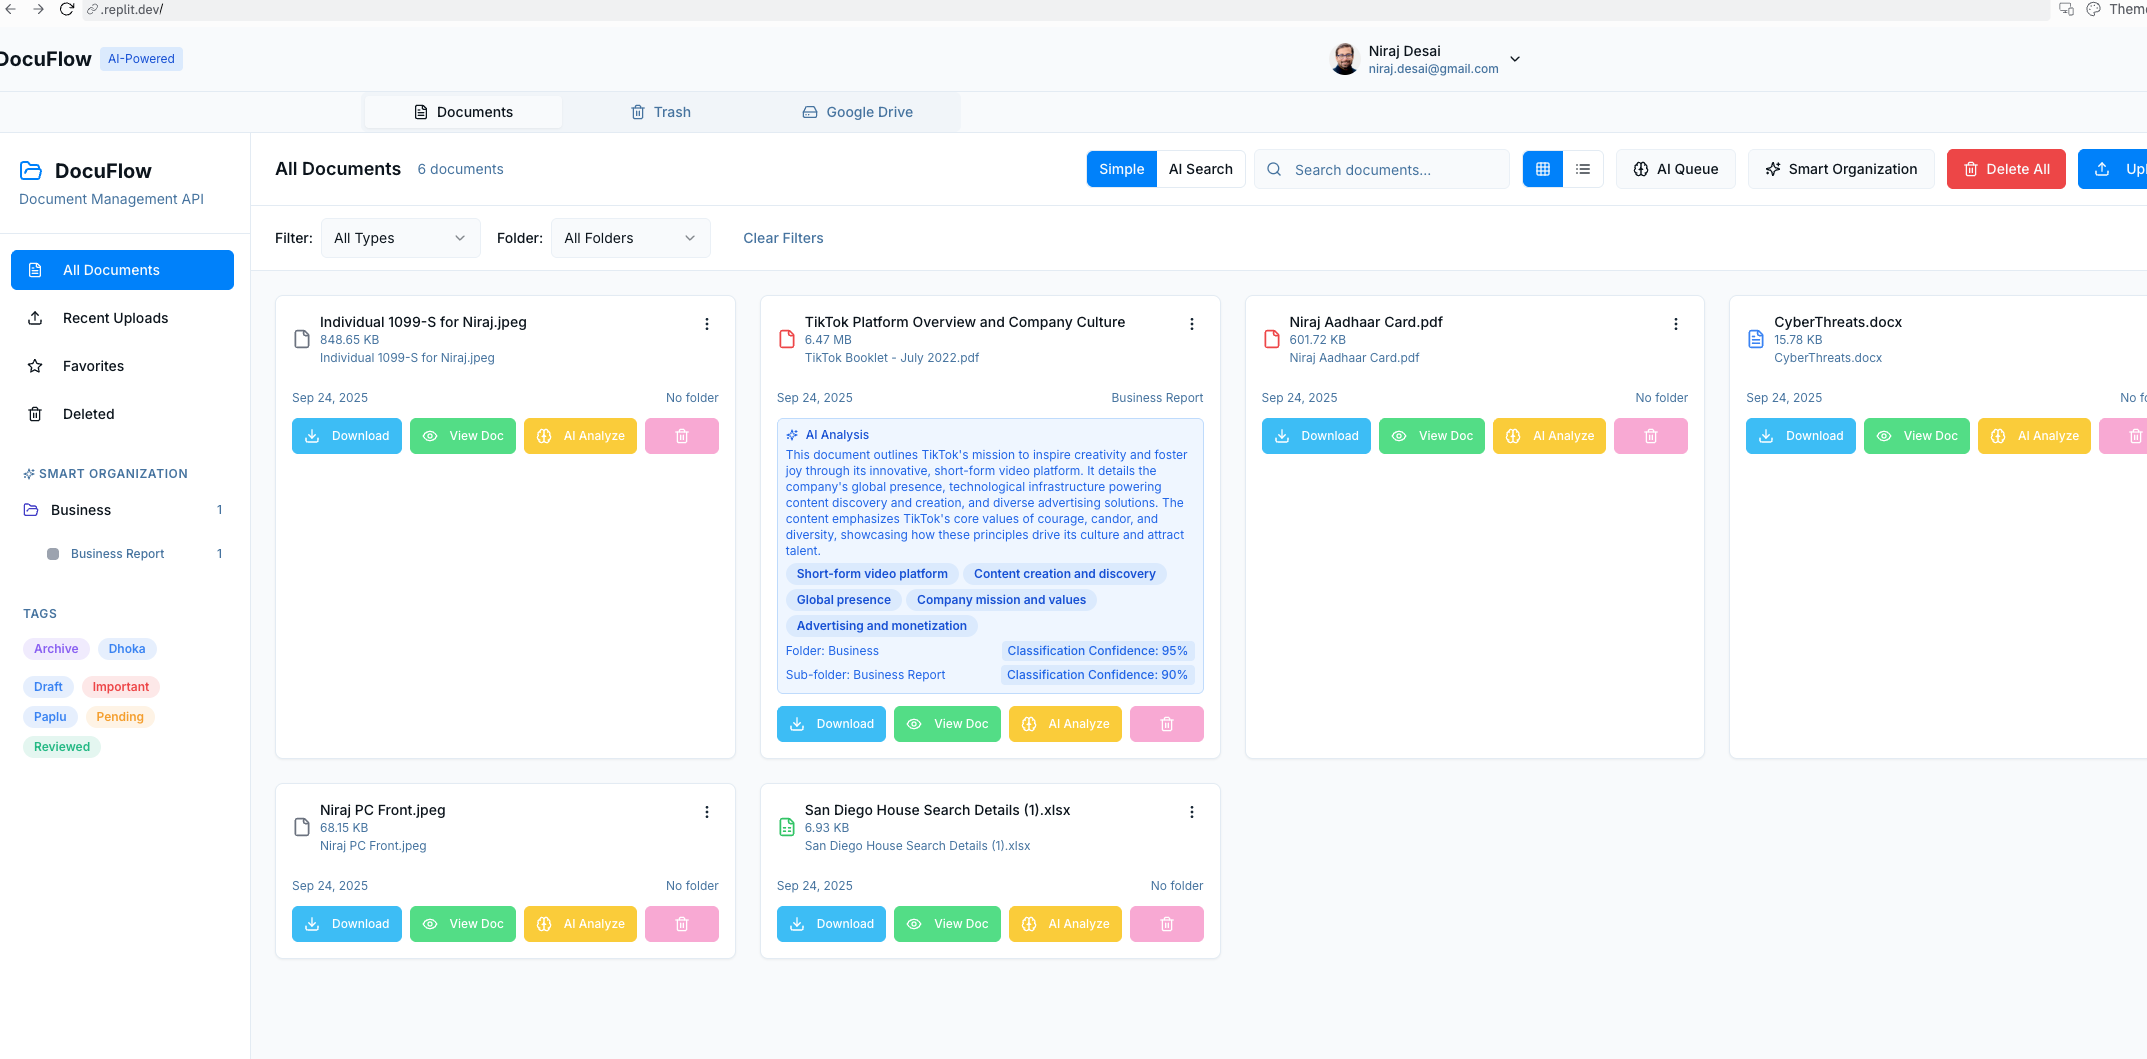 .replit.dev/
Theme
DocuFlow
AI-Powered
Niraj Desai
niraj.desai@gmail.com
Documents
Trash
Google Drive
DocuFlow
Document Management API
All Documents
6 documents
Simple
AI Search
Search documents...
AI Queue
Smart Organization
Delete All
Upl
Filter:
All Types
Folder:
All Folders
Clear Filters
All Documents
Recent Uploads
Favorites
Deleted
SMART ORGANIZATION
Business
1
Business Report
1
TAGS
Archive
Dhoka
Draft
Important
Paplu
Pending
Reviewed
Individual 1099-S for Niraj.jpeg
848.65 KB
Individual 1099-S for Niraj.jpeg
Sep 24, 2025
No folder
Download
View Doc
AI Analyze
TikTok Platform Overview and Company Culture
6.47 MB
TikTok Booklet - July 2022.pdf
Sep 24, 2025
Business Report
AI Analysis
This document outlines TikTok's mission to inspire creativity and foster
joy through its innovative, short-form video platform. It details the
company's global presence, technological infrastructure powering
content discovery and creation, and diverse advertising solutions. The
content emphasizes TikTok's core values of courage, candor, and
diversity, showcasing how these principles drive its culture and attract
talent.
Short-form video platform
Content creation and discovery
Global presence
Company mission and values
Advertising and monetization
Folder: Business
Classification Confidence: 95%
Sub-folder: Business Report
Classification Confidence: 90%
Download
View Doc
AI Analyze
Niraj Aadhaar Card.pdf
601.72 KB
Niraj Aadhaar Card.pdf
Sep 24, 2025
No folder
Download
View Doc
AI Analyze
CyberThreats.docx
15.78 KB
CyberThreats.docx
Sep 24, 2025
No fo
Download
View Doc
AI Analyze
Niraj PC Front.jpeg
68.15 KB
Niraj PC Front.jpeg
Sep 24, 2025
No folder
Download
View Doc
AI Analyze
San Diego House Search Details (1).xlsx
6.93 KB
San Diego House Search Details (1).xlsx
Sep 24, 2025
No folder
Download
View Doc
AI Analyze